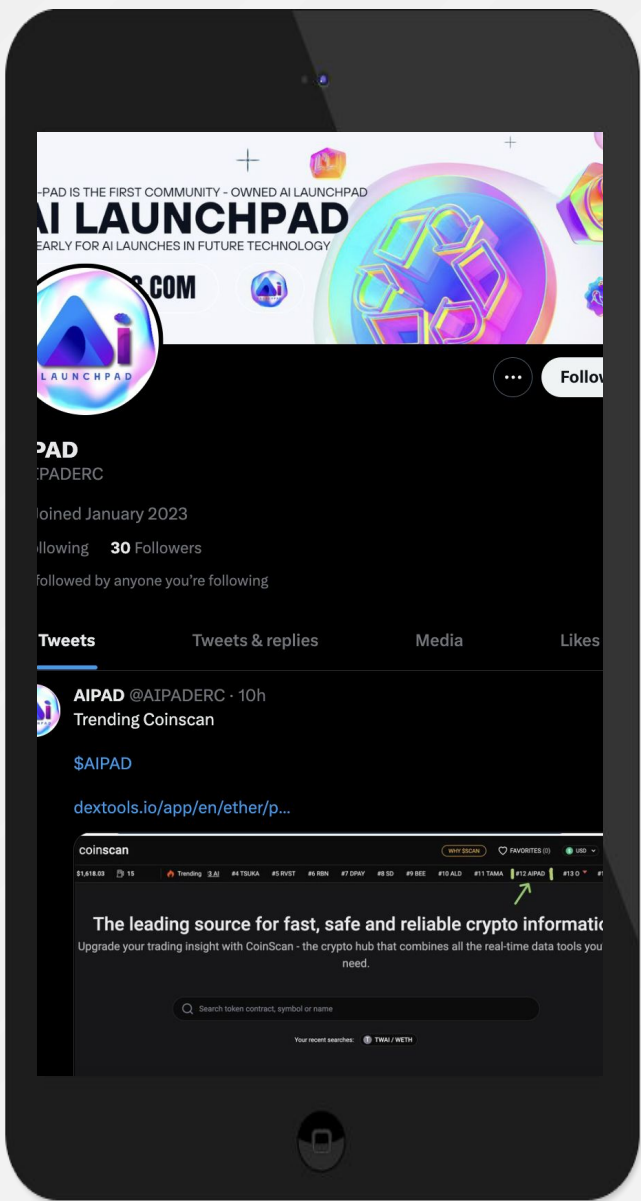 -PAD IS THE FIRST COMMUNITY - OWNED AI LAUNCHPAD
AI LAUNCHPAD
EARLY FOR AI LAUNCHES IN FUTURE TECHNOLOGY
.COM
Ai
Ai
LAUNCHPAD
Follow
PAD
IPADERC
Joined January 2023
llowing 30 Followers
followed by anyone you're following
Tweets Tweets & replies Media Likes
AIPAD @AIPADERC · 10h
Trending Coinscan
$AIPAD
dextools.io/app/en/ether/p...
coinscan WHY $SCAN FAVORITES (0) USD
$1,618.03 15 Trending :3 AI #4 TSUKA #5 RVST #6 RBN #7 DPAY #8 SD #9 BEE #10 ALD #11 TAMA #12 AIPAD #13 O
The leading source for fast, safe and reliable crypto informatio
Upgrade your trading insight with CoinScan - the crypto hub that combines all the real-time data tools you
need.
Search token contract, symbol or name
Your recent searches: T TWAI / WETH